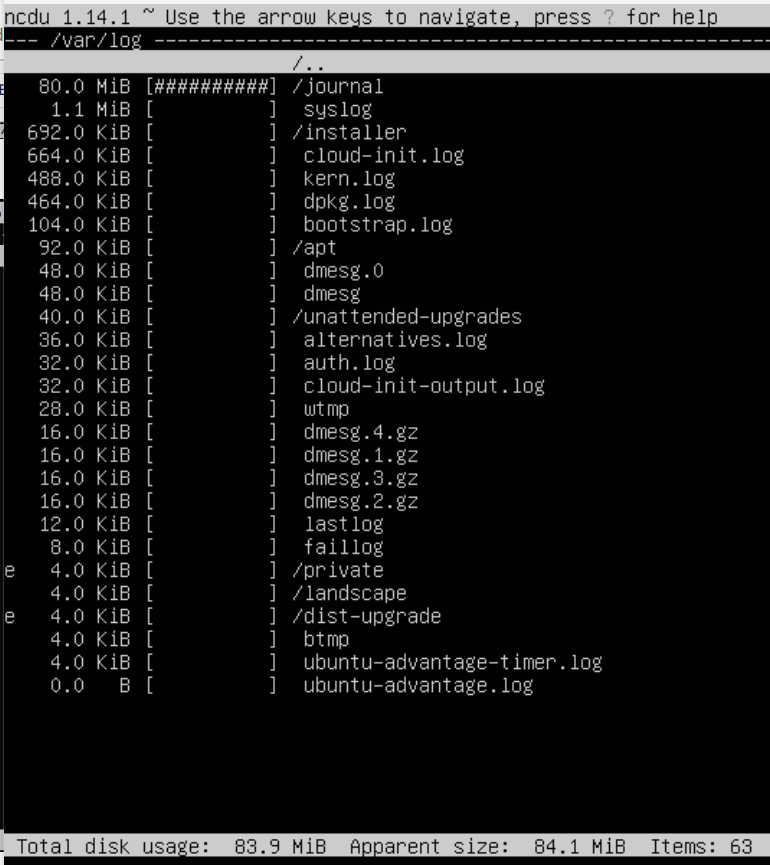 ncdu 1.14.1 ~ Use the arrow keys to navigate, press ? for help
--- /var/log ------------------------------------------------------
/..
80.0 MiB [##########] /journal
1.1 MiB [          ]  syslog
692.0 KiB [          ] /installer
664.0 KiB [          ]  cloud-init.log
488.0 KiB [          ]  kern.log
464.0 KiB [          ]  dpkg.log
104.0 KiB [          ]  bootstrap.log
92.0 KiB [          ] /apt
48.0 KiB [          ]  dmesg.0
48.0 KiB [          ]  dmesg
40.0 KiB [          ] /unattended-upgrades
36.0 KiB [          ]  alternatives.log
32.0 KiB [          ]  auth.log
32.0 KiB [          ]  cloud-init-output.log
28.0 KiB [          ]  wtmp
16.0 KiB [          ]  dmesg.4.gz
16.0 KiB [          ]  dmesg.1.gz
16.0 KiB [          ]  dmesg.3.gz
16.0 KiB [          ]  dmesg.2.gz
12.0 KiB [          ]  lastlog
8.0 KiB [          ]  faillog
e   4.0 KiB [          ] /private
4.0 KiB [          ] /landscape
e   4.0 KiB [          ] /dist-upgrade
4.0 KiB [          ]  btmp
4.0 KiB [          ]  ubuntu-advantage-timer.log
0.0   B [          ]  ubuntu-advantage.log
Total disk usage:  83.9 MiB  Apparent size:  84.1 MiB  Items: 63